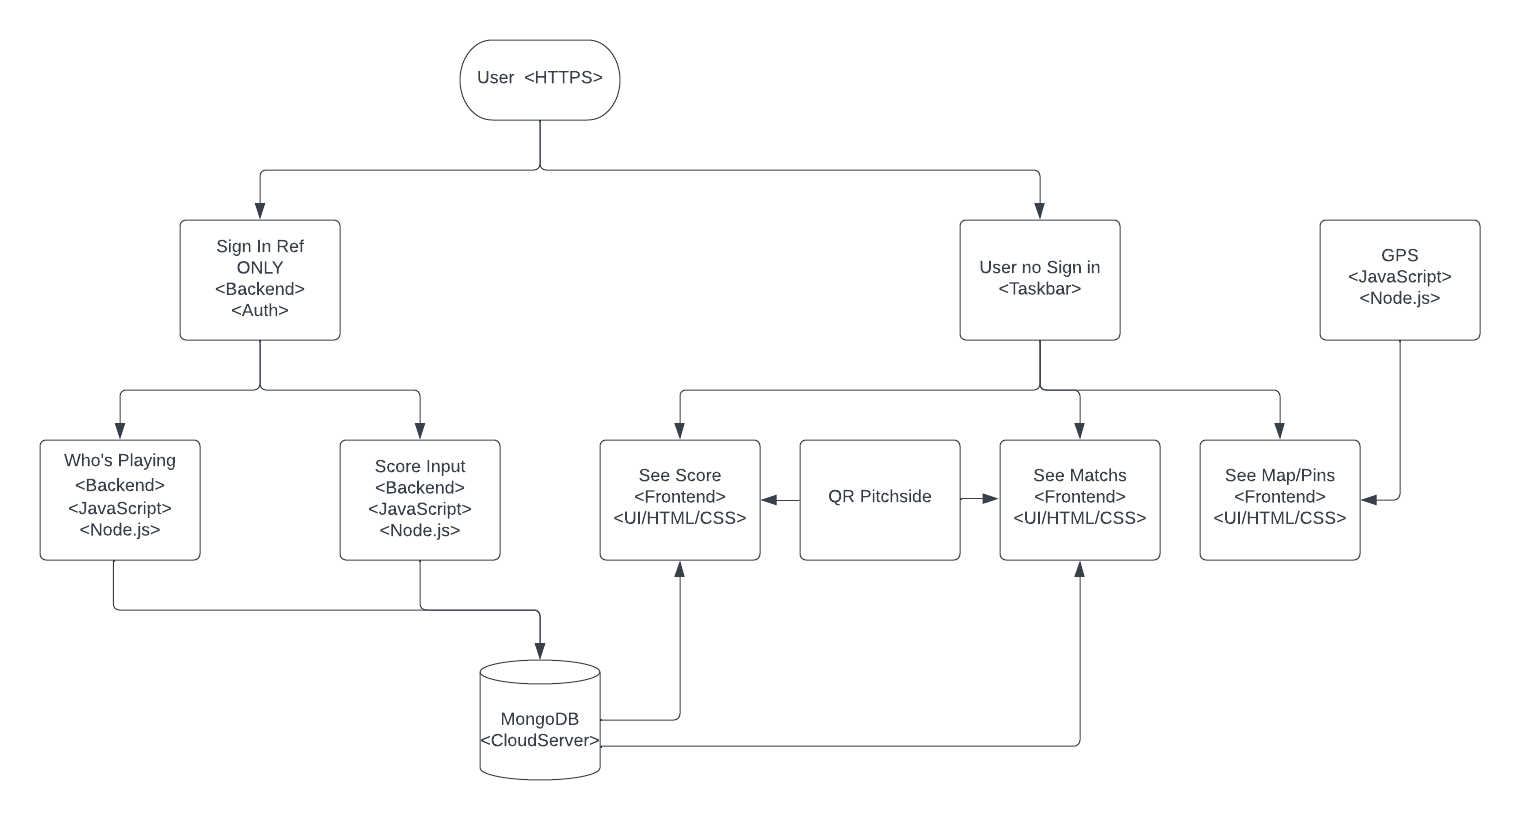 User  <HTTPS>
Sign In Ref
ONLY
<Backend>
<Auth>
User no Sign in
<Taskbar>
GPS
<JavaScript>
<Node.js>
Who's Playing
<Backend>
<JavaScript>
<Node.js>
Score Input
<Backend>
<JavaScript>
<Node.js>
See Score
<Frontend>
<UI/HTML/CSS>
QR Pitchside
See Matchs
<Frontend>
<UI/HTML/CSS>
See Map/Pins
<Frontend>
<UI/HTML/CSS>
MongoDB
<CloudServer>